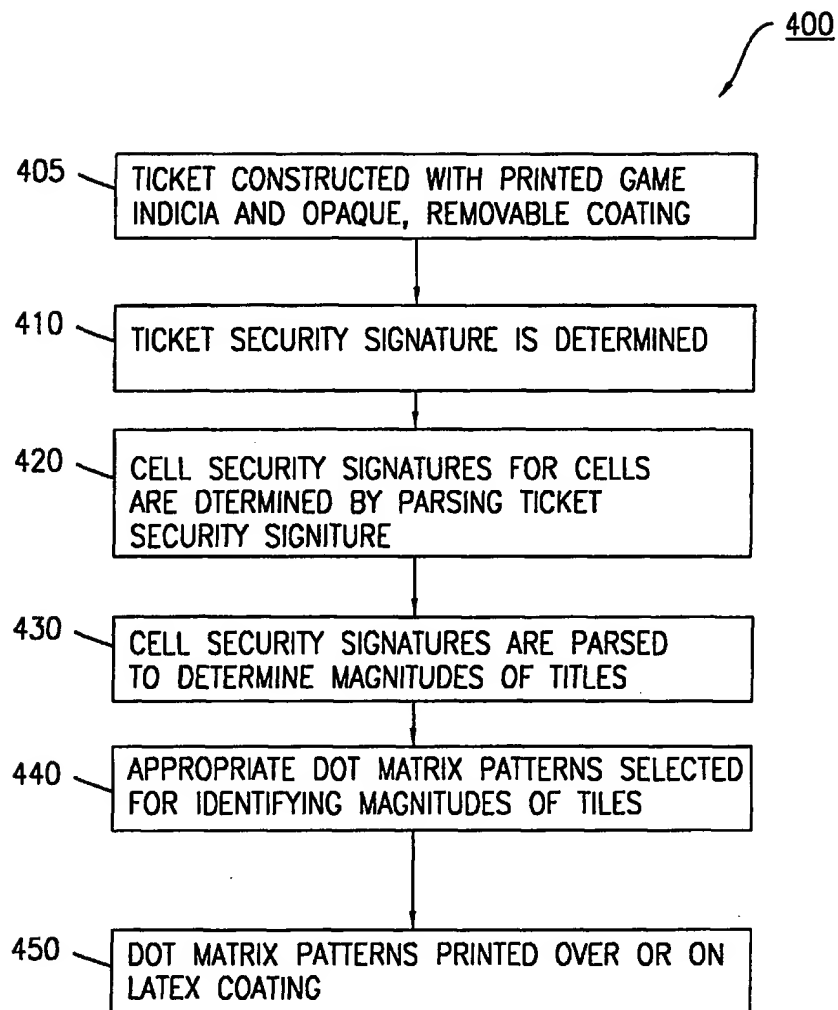 400
405
TICKET CONSTRUCTED WITH PRINTED GAME
INDICIA AND OPAQUE, REMOVABLE COATING
410
TICKET SECURITY SIGNATURE IS DETERMINED
420
CELL SECURITY SIGNATURES FOR CELLS
ARE DTERMINED BY PARSING TICKET
SECURITY SIGNITURE
430
CELL SECURITY SIGNATURES ARE PARSED
TO DETERMINE MAGNITUDES OF TITLES
440
APPROPRIATE DOT MATRIX PATTERNS SELECTED
FOR IDENTIFYING MAGNITUDES OF TILES
450
DOT MATRIX PATTERNS PRINTED OVER OR ON
LATEX COATING